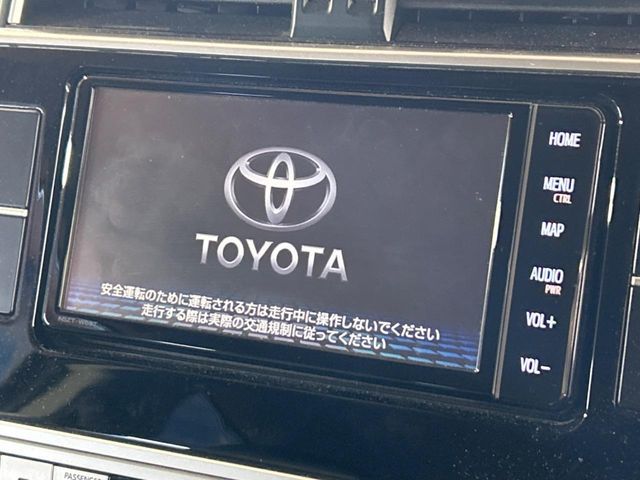 HOME
MENU
CTRL
MAP
TOYOTA
AUDIO
PWR
安全運転のために運転される方は走行中に操作しないでください
走行する際は実際の交通規制に従ってください
VOL+
VOL-
PASSENGER